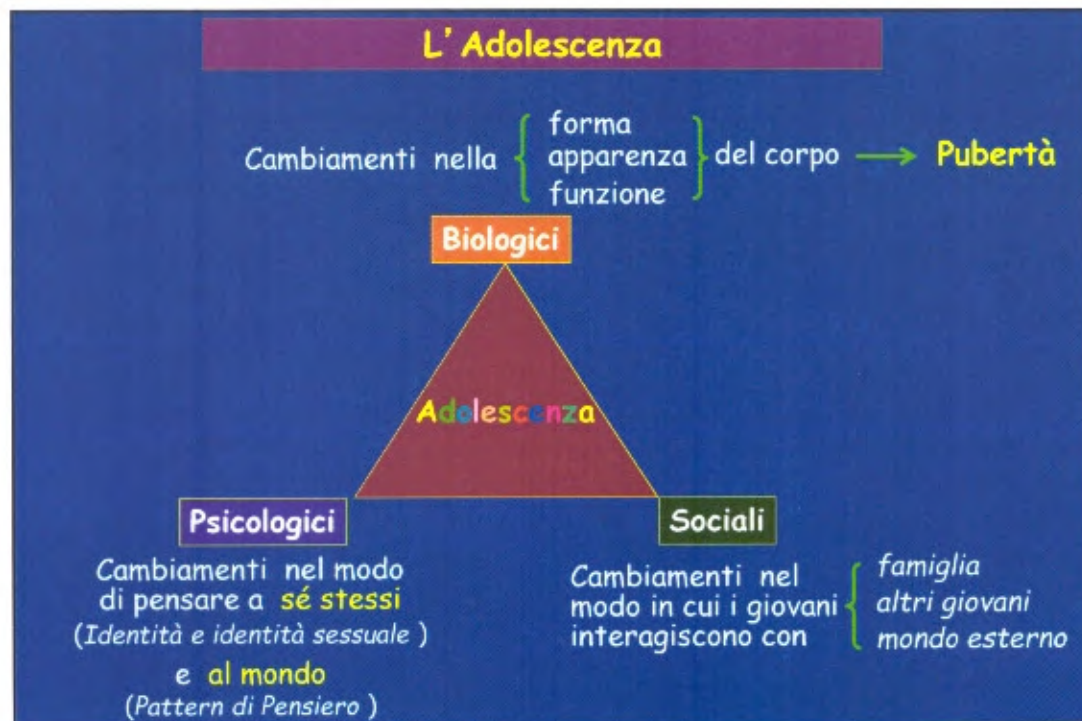 L'Adolescenza
Cambiamenti nella
forma
apparenza
funzione
del corpo → Pubertà
Biologici
Adolescenza
Psicologici
Cambiamenti nel modo
di pensare a sé stessi
(Identità e identità sessuale )
e al mondo
(Pattern di Pensiero )
Sociali
Cambiamenti nel
modo in cui i giovani
interagiscono con
famiglia
altri giovani
mondo esterno